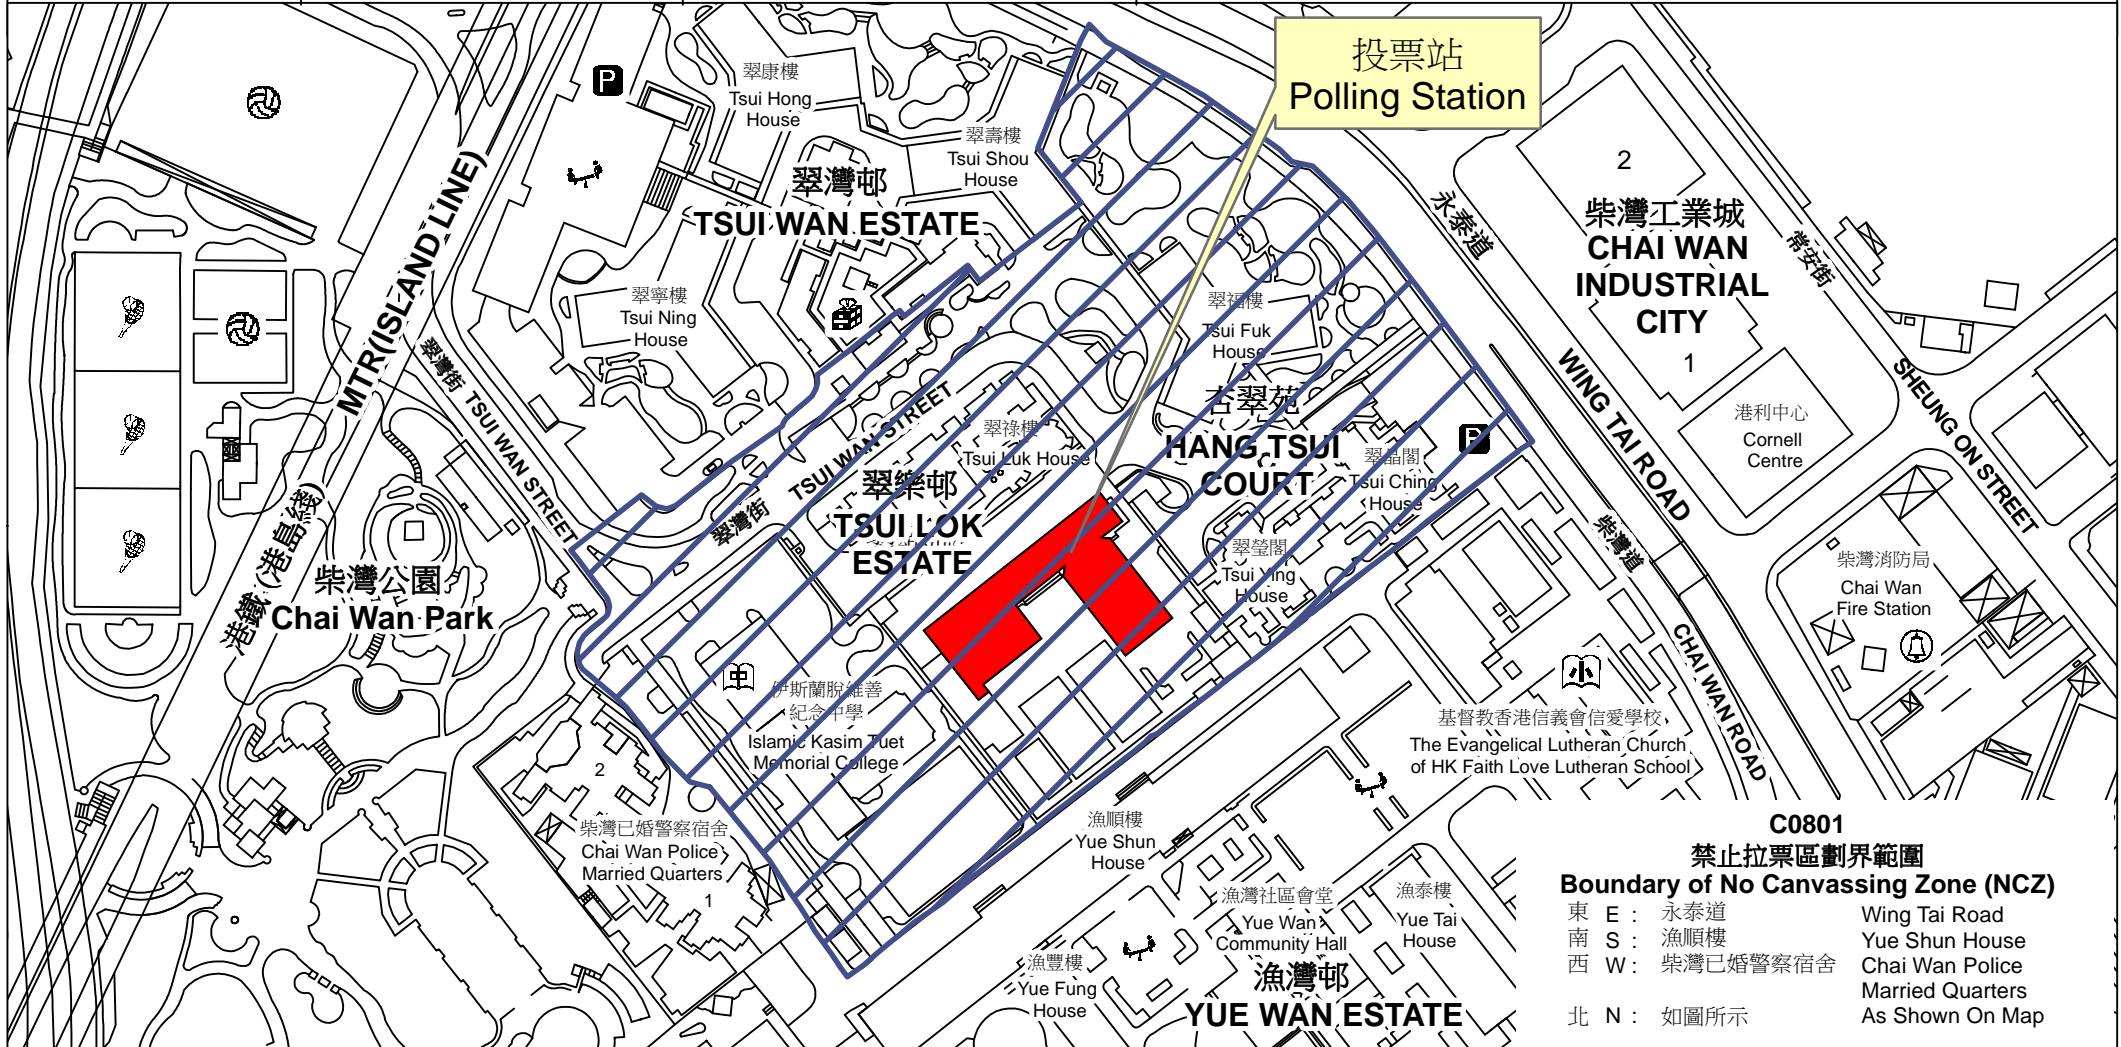 投票站
Polling Station
翠康樓
Tsui Hong
House
翠壽樓
Tsui Shou
House
翠灣邨
TSUI WAN ESTATE
翠寧樓
Tsui Ning
House
MTR(ISLAND LINE)
港鐵(港島綫)
翠灣街 TSUI WAN STREET
柴灣公園
Chai Wan Park
翠灣街 TSUI WAN STREET
翠祿樓
Tsui Luk House
翠樂邨
TSUI LOK
ESTATE
翠福樓
Tsui Fuk
House
杏翠苑
HANG TSUI
COURT
翠晶閣
Tsui Ching
House
翠瑩閣
Tsui Ying
House
中
伊斯蘭脫維善
紀念中學
Islamic Kasim Tuet
Memorial College
2
柴灣已婚警察宿舍
Chai Wan Police
Married Quarters
1
P
P
永泰道
WING TAI ROAD
2
柴灣工業城
CHAI WAN
INDUSTRIAL
CITY
1
常安街
SHEUNG ON STREET
港利中心
Cornell
Centre
柴灣道
CHAI WAN ROAD
柴灣消防局
Chai Wan
Fire Station
小
基督教香港信義會信愛學校
The Evangelical Lutheran Church
of HK Faith Love Lutheran School
漁順樓
Yue Shun
House
漁灣社區會堂
Yue Wan
Community Hall
漁泰樓
Yue Tai
House
漁豐樓
Yue Fung
House
漁灣邨
YUE WAN ESTATE
C0801
禁止拉票區劃界範圍
Boundary of No Canvassing Zone (NCZ)
東 E : 永泰道 Wing Tai Road
南 S : 漁順樓 Yue Shun House
西 W : 柴灣已婚警察宿舍 Chai Wan Police
Married Quarters
北 N : 如圖所示 As Shown On Map